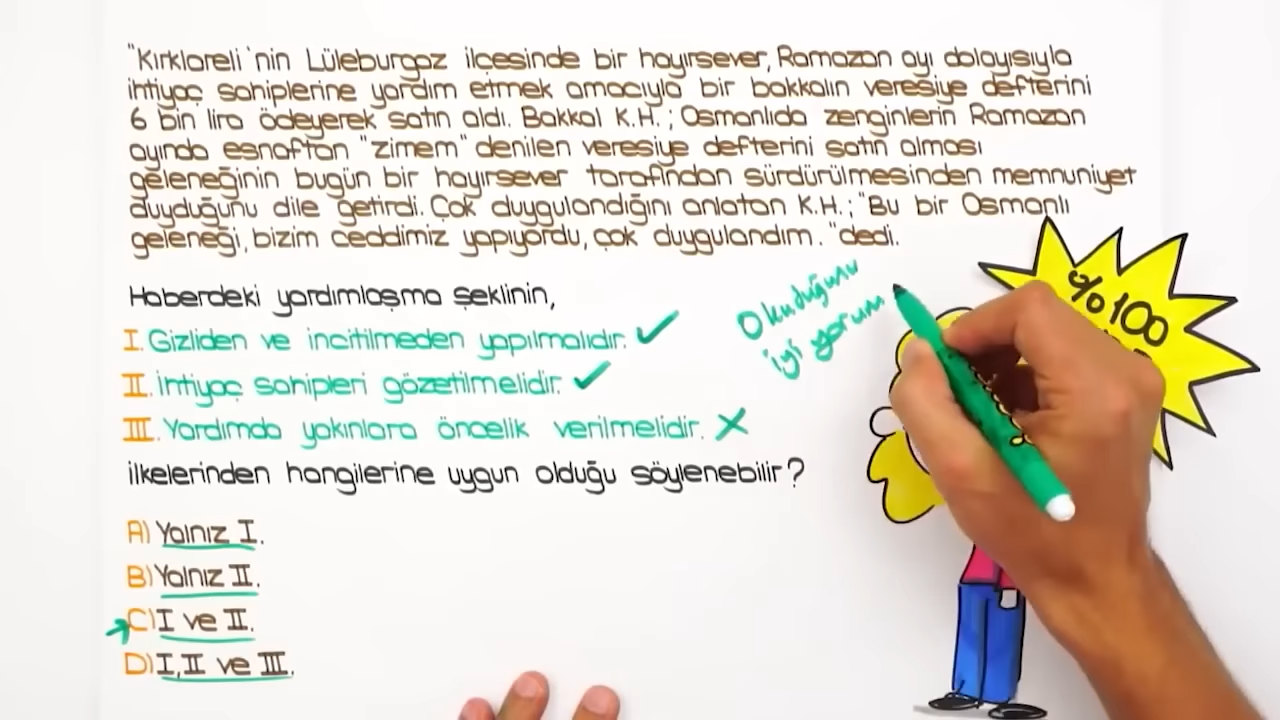 "Kırklareli'nin Lüleburgaz ilçesinde bir hayırsever, Ramazan ayı dolayısıyla
ihtiyaç sahiplerine yardım etmek amacıyla bir bakkalın veresiye defterini
6 bin lira ödeyerek satın aldı. Bakkal K.H.; Osmanlıda zenginlerin Ramazan
ayında esnaftan "zimem" denilen veresiye defterini satın alması
geleneğinin bugün bir hayırsever tarafından sürdürülmesinden memnuniyet
duyduğunu dile getirdi. Çok duygulandığını anlatan K.H.; "Bu bir Osmanlı
geleneği, bizim ceddimiz yapıyordu, çok duygulandım." dedi.
Haberdeki yardımlaşma şeklinin,
I. Gizliden ve incitilmeden yapılmalıdır. ✓
II. İhtiyaç sahipleri gözetilmelidir. ✓
III. Yardımda yakınlara öncelik verilmelidir. X
ilkelerinden hangilerine uygun olduğu söylenebilir?
A) Yalnız I.
B) Yalnız II.
C) I ve II.
D) I, II ve III.
Okuduğunu
iyi yorum
%100